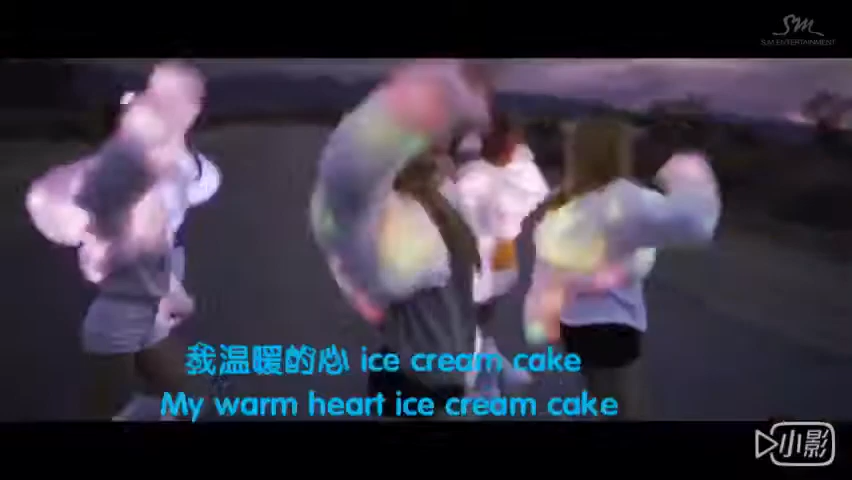 SM
S.M.ENTERTAINMENT
我温暖的心 ice cream cake
My warm heart ice cream cake
小影